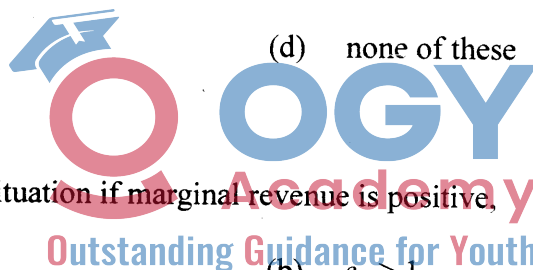 (d) none of these
OGY
ituation if marginal revenue is positive,
Academy
Outstanding Guidance for Youth
(b)